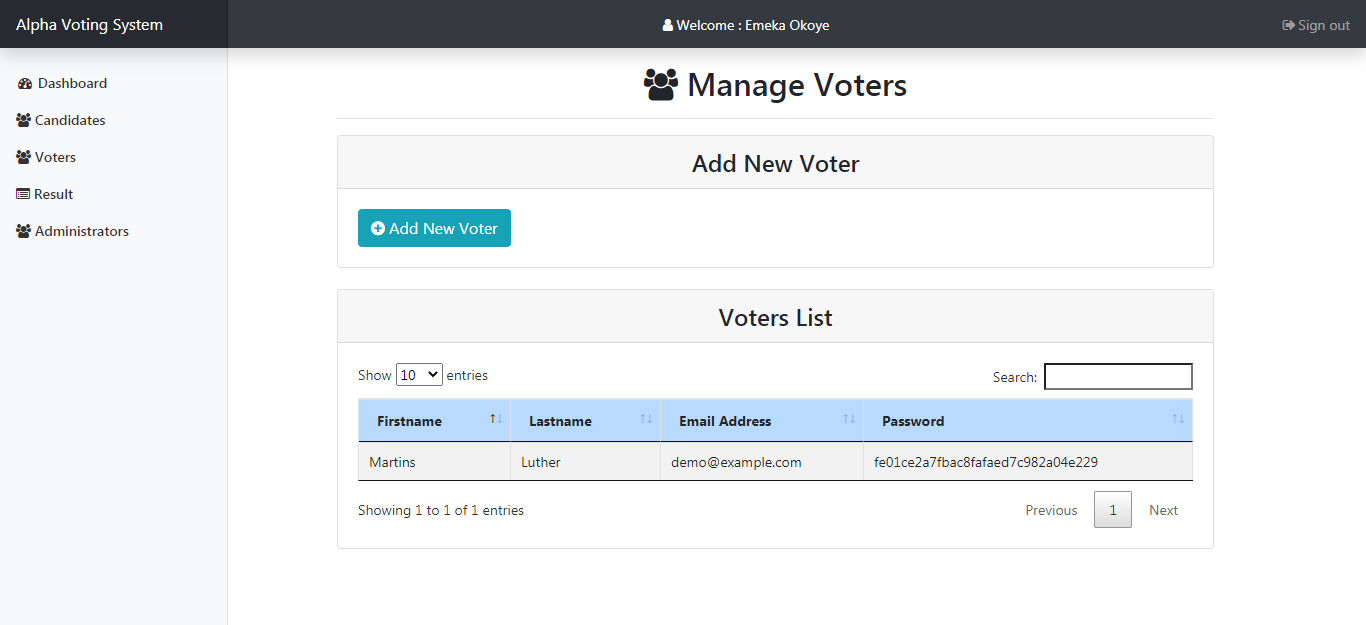 Alpha Voting System
Welcome : Emeka Okoye
Sign out
Dashboard
Candidates
Voters
Result
Administrators
Manage Voters
Add New Voter
Add New Voter
Voters List
Show 10 entries
Search:
Firstname Lastname Email Address Password
Martins Luther demo@example.com fe01ce2a7fbac8fafaed7c982a04e229
Showing 1 to 1 of 1 entries
Previous 1 Next